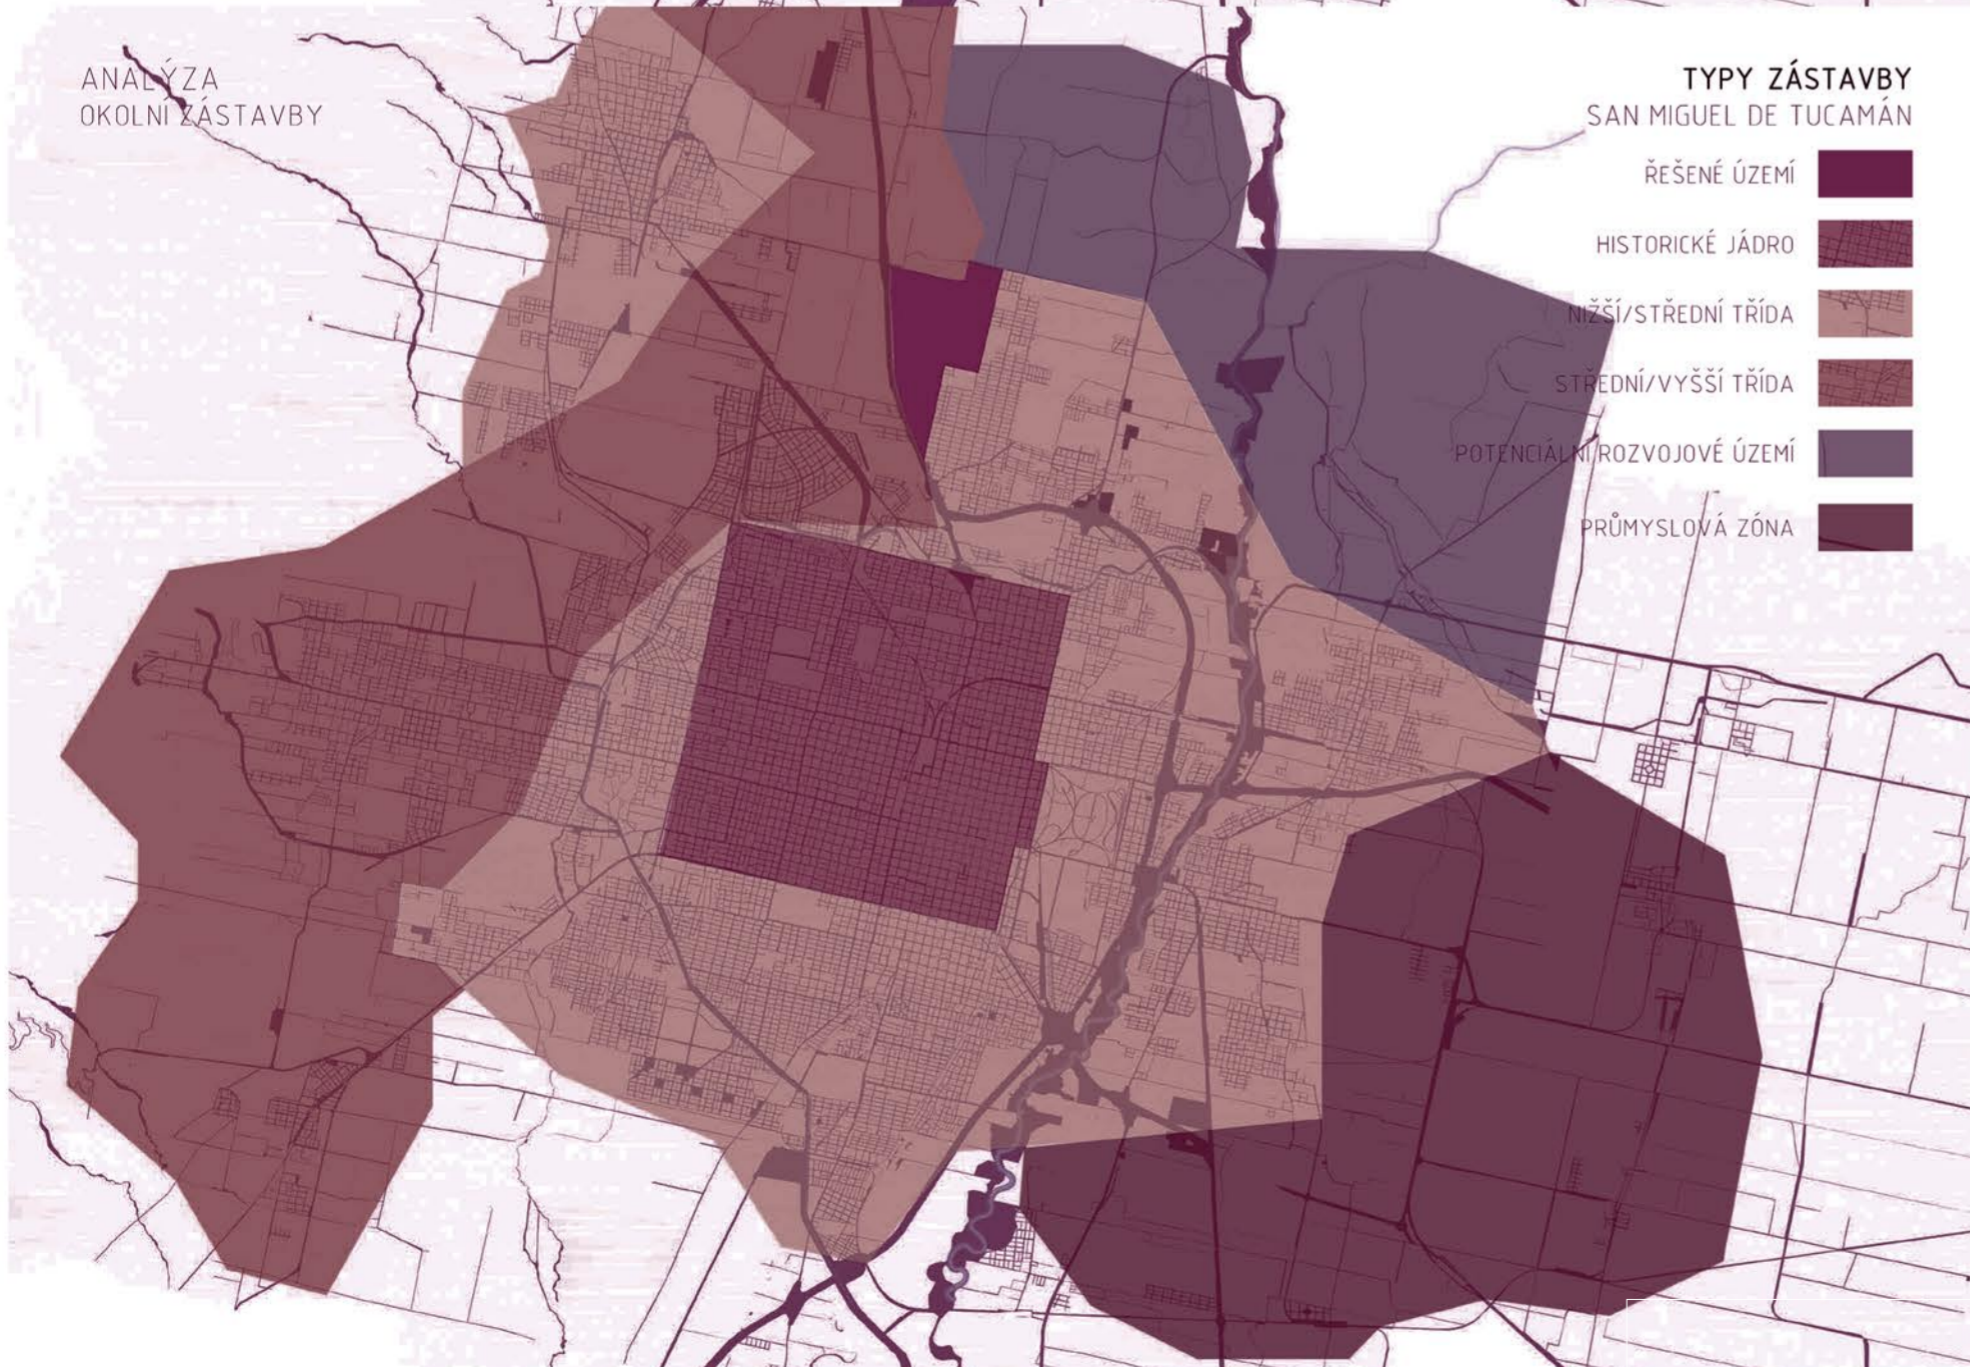 ANALÝZA
OKOLNÍ ZÁSTAVBY
TYPY ZÁSTAVBY
SAN MIGUEL DE TUCAMÁN
ŘEŠENÉ ÚZEMÍ
HISTORICKÉ JÁDRO
NIŽŠÍ/STŘEDNÍ TŘÍDA
STŘEDNÍ/VYŠŠÍ TŘÍDA
POTENCIÁLNÍ ROZVOJOVÉ ÚZEMÍ
PRŮMYSLOVÁ ZÓNA